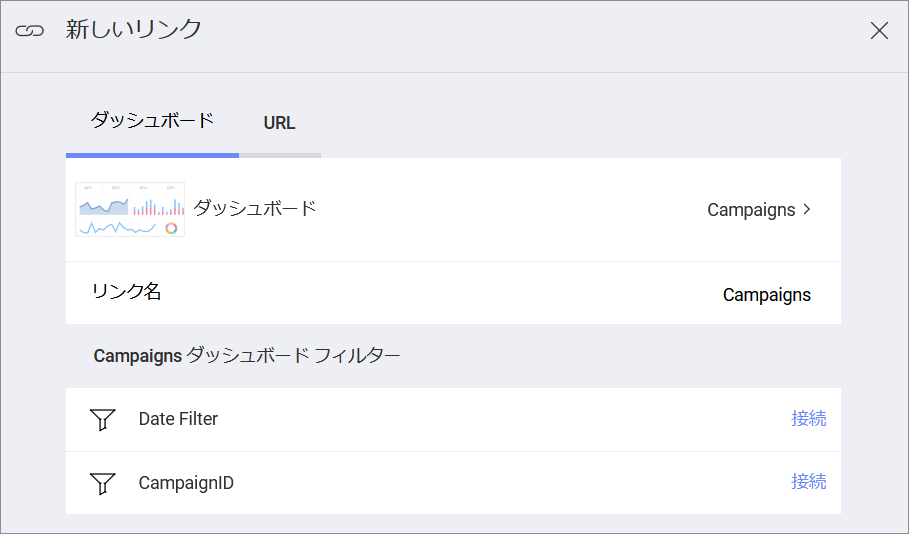 新しいリンク
ダッシュボード URL
ダッシュボード Campaigns
リンク名 Campaigns
Campaigns ダッシュボード フィルター
Date Filter 接続
CampaignID 接続